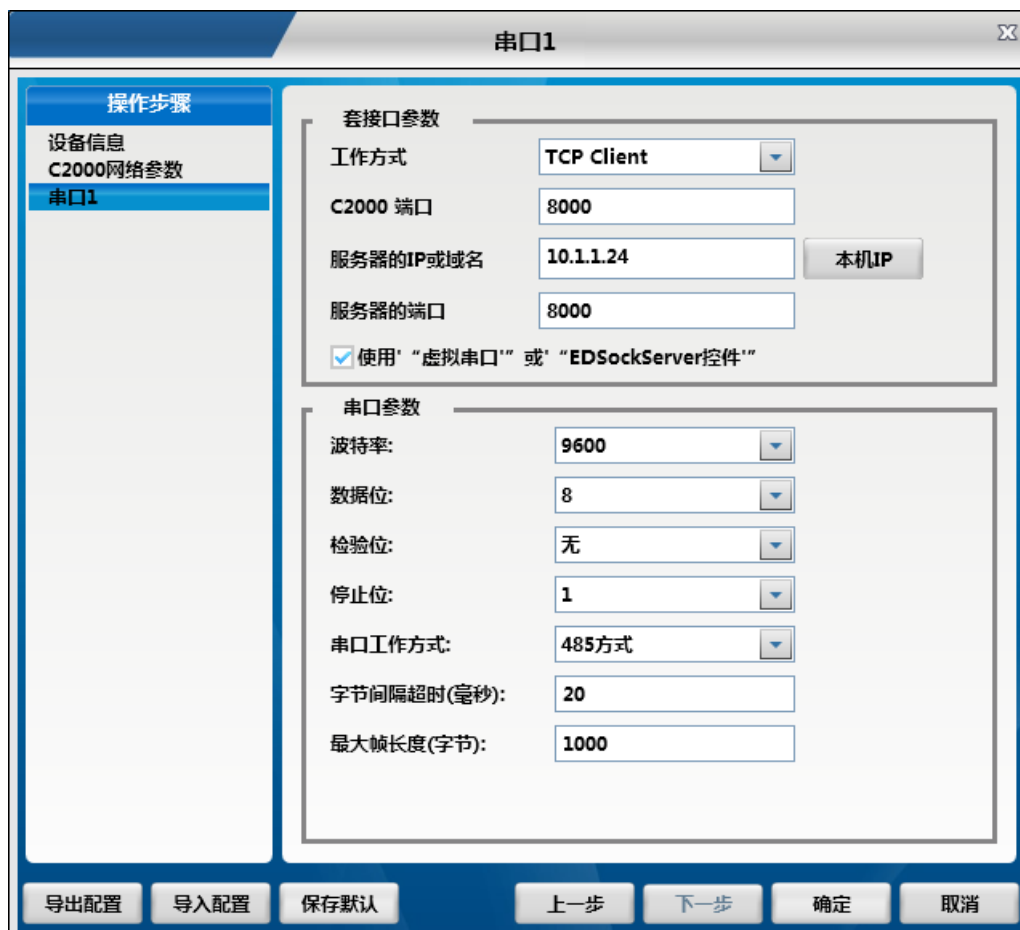 串口1
操作步骤
设备信息
C2000网络参数
串口1
套接口参数
工作方式 TCP Client
C2000 端口 8000
服务器的IP或域名 10.1.1.24 本机IP
服务器的端口 8000
使用' “虚拟串口'” 或' “EDSockServer控件'”
串口参数
波特率: 9600
数据位: 8
检验位: 无
停止位: 1
串口工作方式: 485方式
字节间隔超时(毫秒): 20
最大帧长度(字节): 1000
导出配置 导入配置 保存默认 上一步 下一步 确定 取消